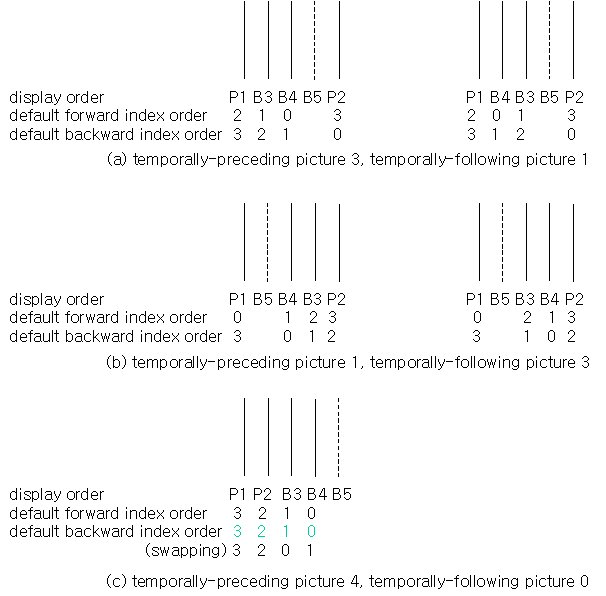 display order P1 B3 B4 B5 P2 P1 B4 B3 B5 P2
default forward index order 2 1 0 3 2 0 1 3
default backward index order 3 2 1 0 3 1 2 0
(a) temporally-preceding picture 3, temporally-following picture 1
display order P1 B5 B4 B3 P2 P1 B5 B3 B4 P2
default forward index order 0 1 2 3 0 2 1 3
default backward index order 3 0 1 2 3 1 0 2
(b) temporally-preceding picture 1, temporally-following picture 3
display order P1 P2 B3 B4 B5
default forward index order 3 2 1 0
default backward index order 3 2 1 0
(swapping) 3 2 0 1
(c) temporally-preceding picture 4, temporally-following picture 0